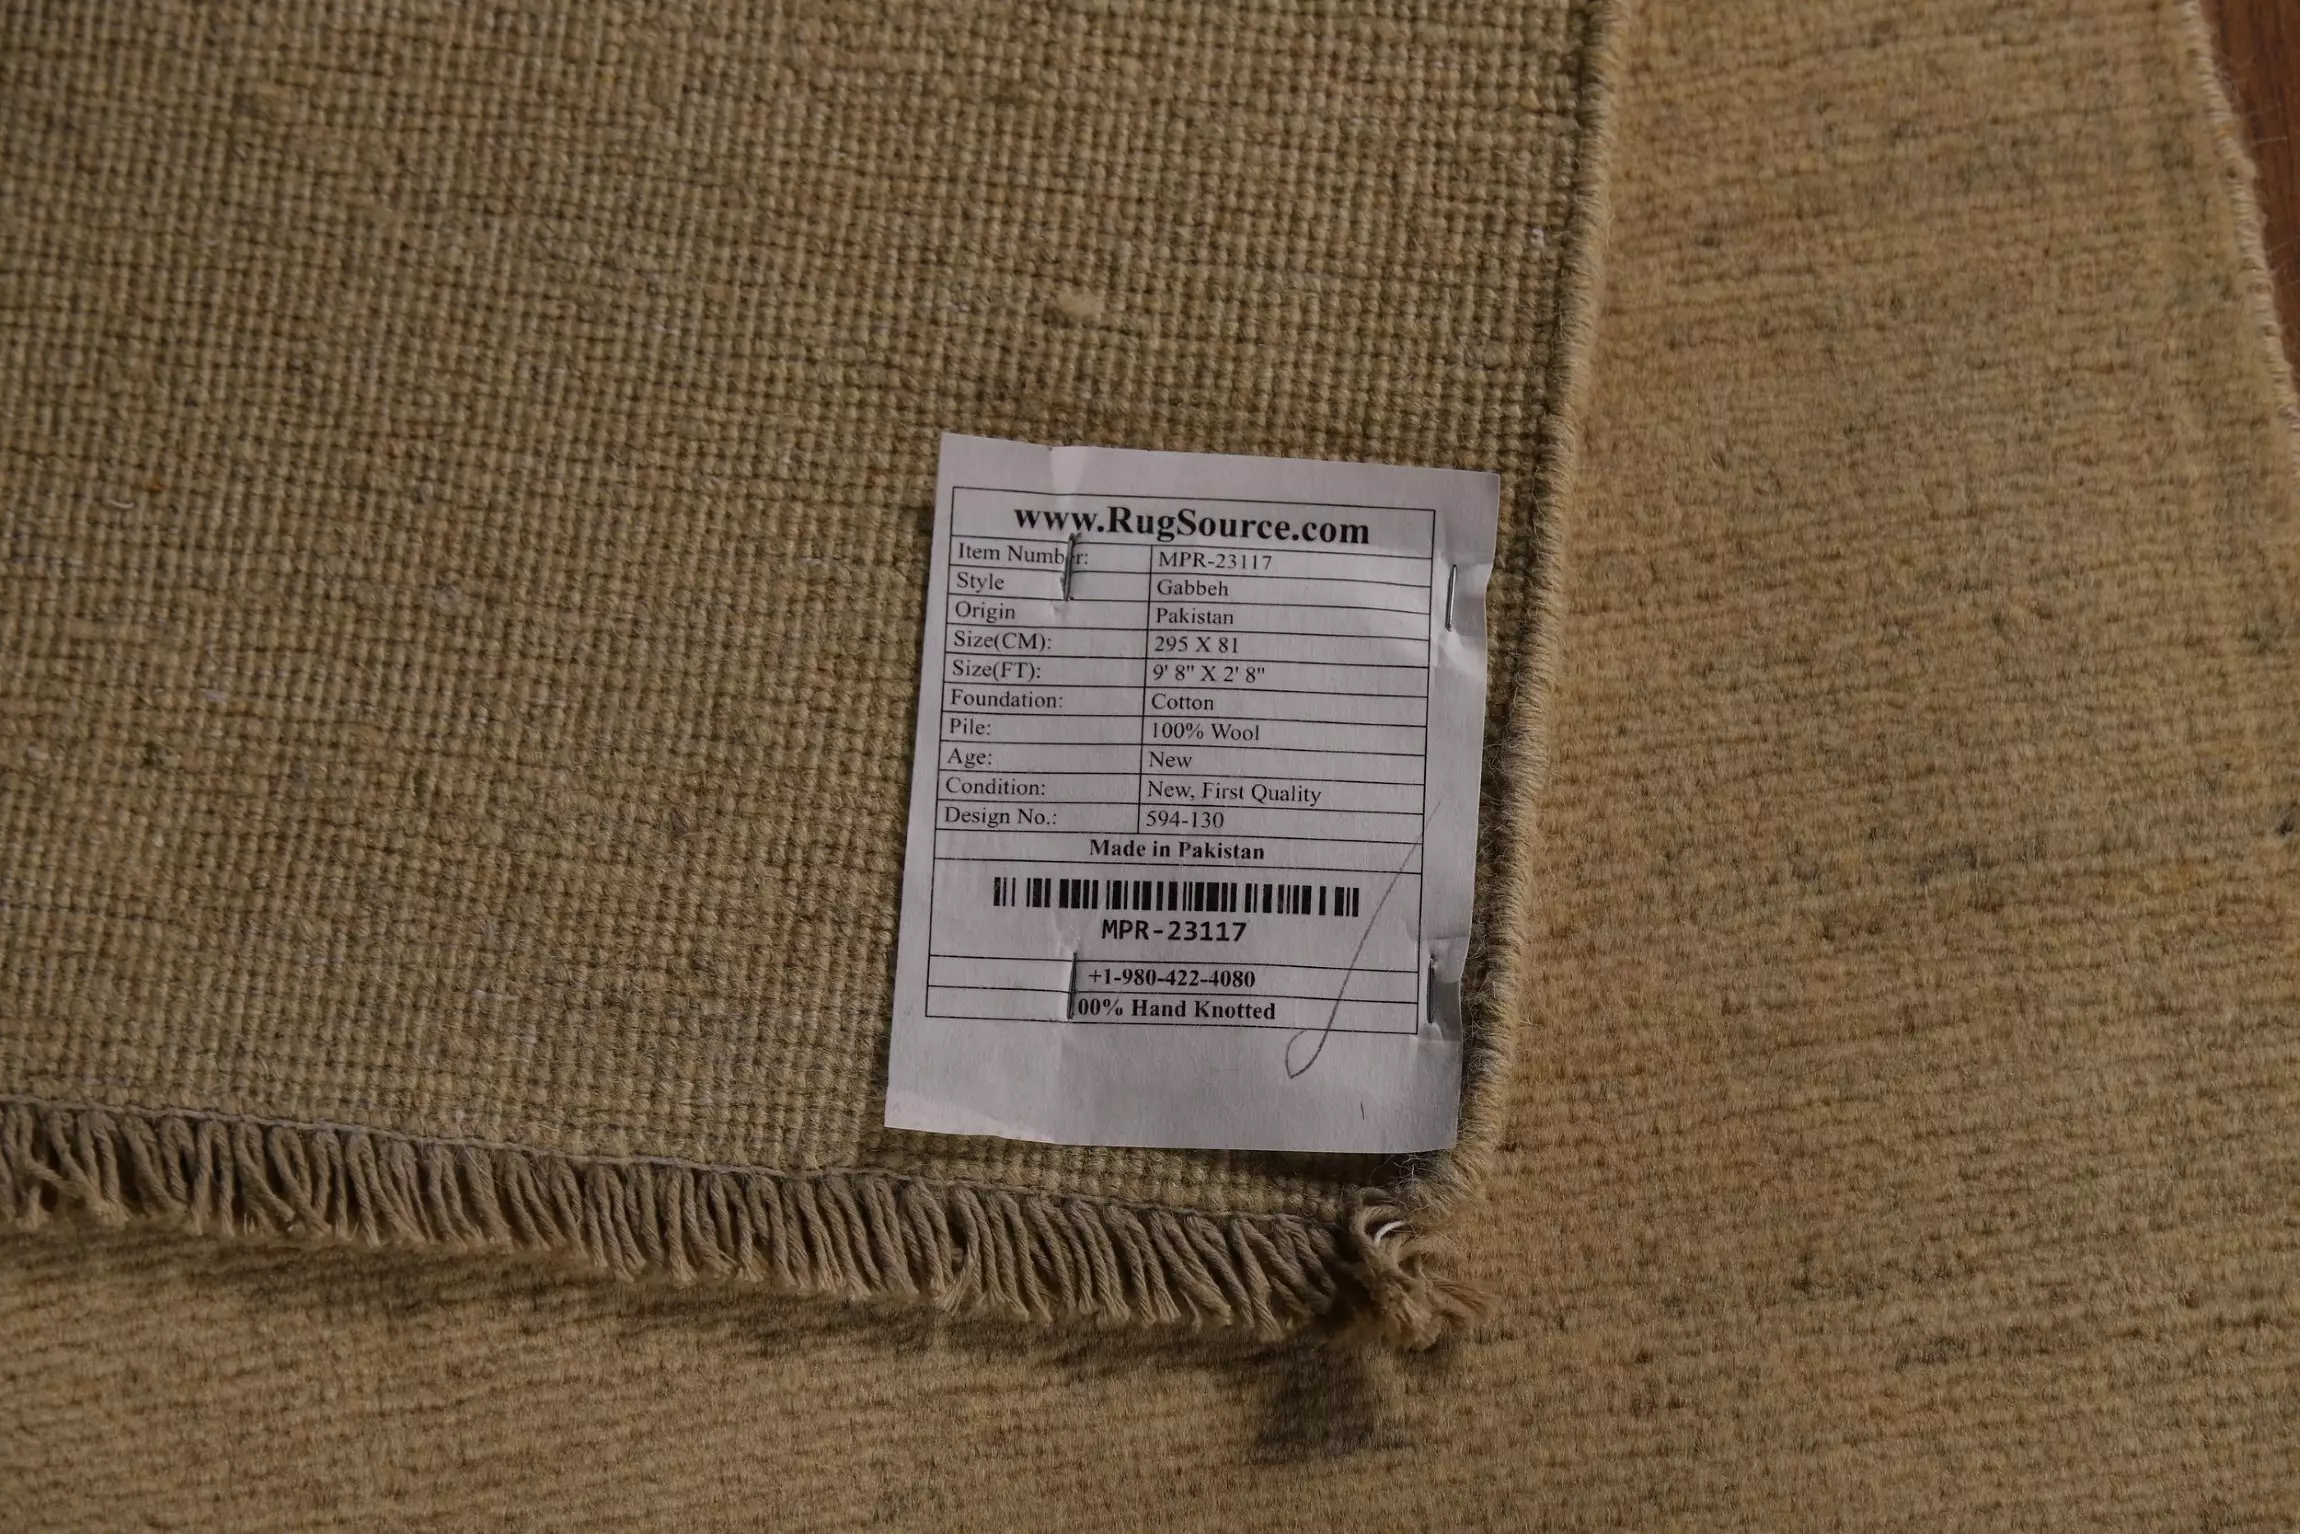 www.RugSource.com
Item Number: MPR-23117
Style Gabbeh
Origin Pakistan
Size(CM): 295 X 81
Size(FT): 9' 8" X 2' 8"
Foundation: Cotton
Pile: 100% Wool
Age: New
Condition: New, First Quality
Design No.: 594-130
Made in Pakistan
MPR-23117
+1-980-422-4080
00% Hand Knotted